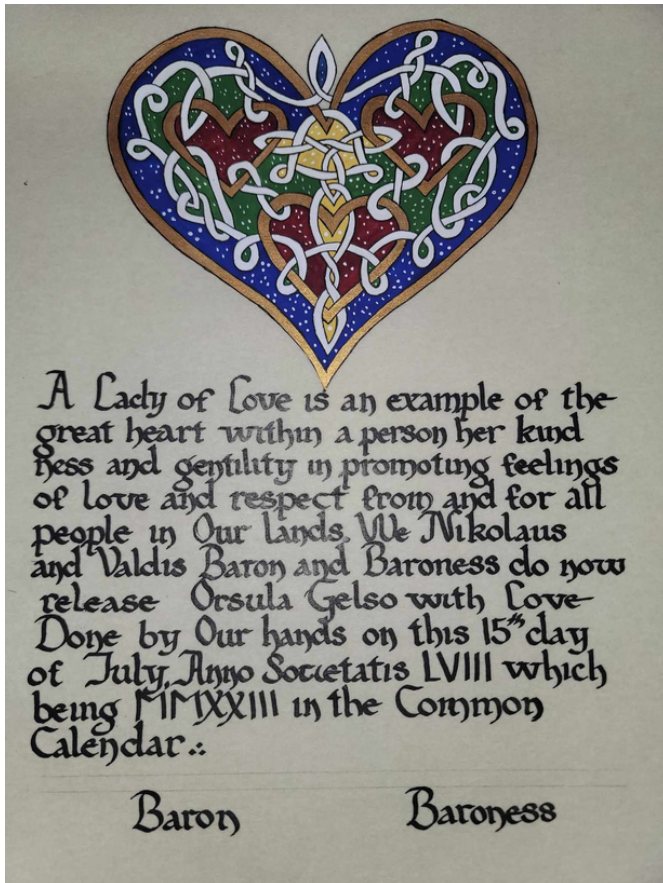 A Lady of Love is an example of the
great heart within a person her kind
ness and gentility in promoting feelings
of love and respect from and for all
people in Our lands. We Nikolaus
and Valdis Baron and Baroness do now
release Orsula Gelso with Love
Done by Our hands on this 15th day
of July, Anno Societatis LVIII which
being MMXXIII in the Common
Calendar.:
Baron Baroness